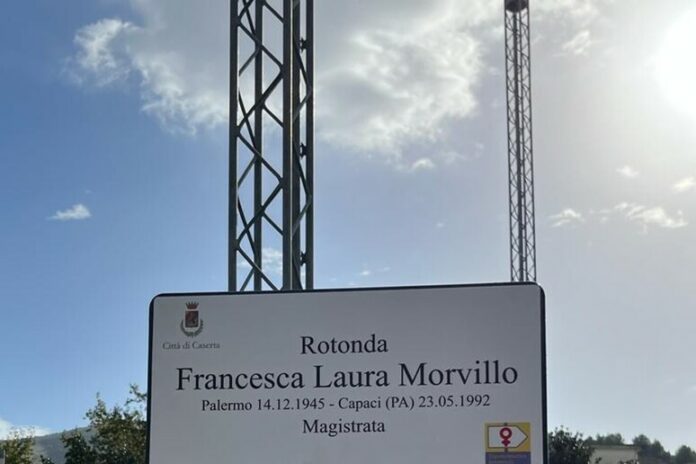 Città di Caserta
Rotonda
Francesca Laura Morvillo
Palermo 14.12.1945 - Capaci (PA) 23.05.1992
Magistrata